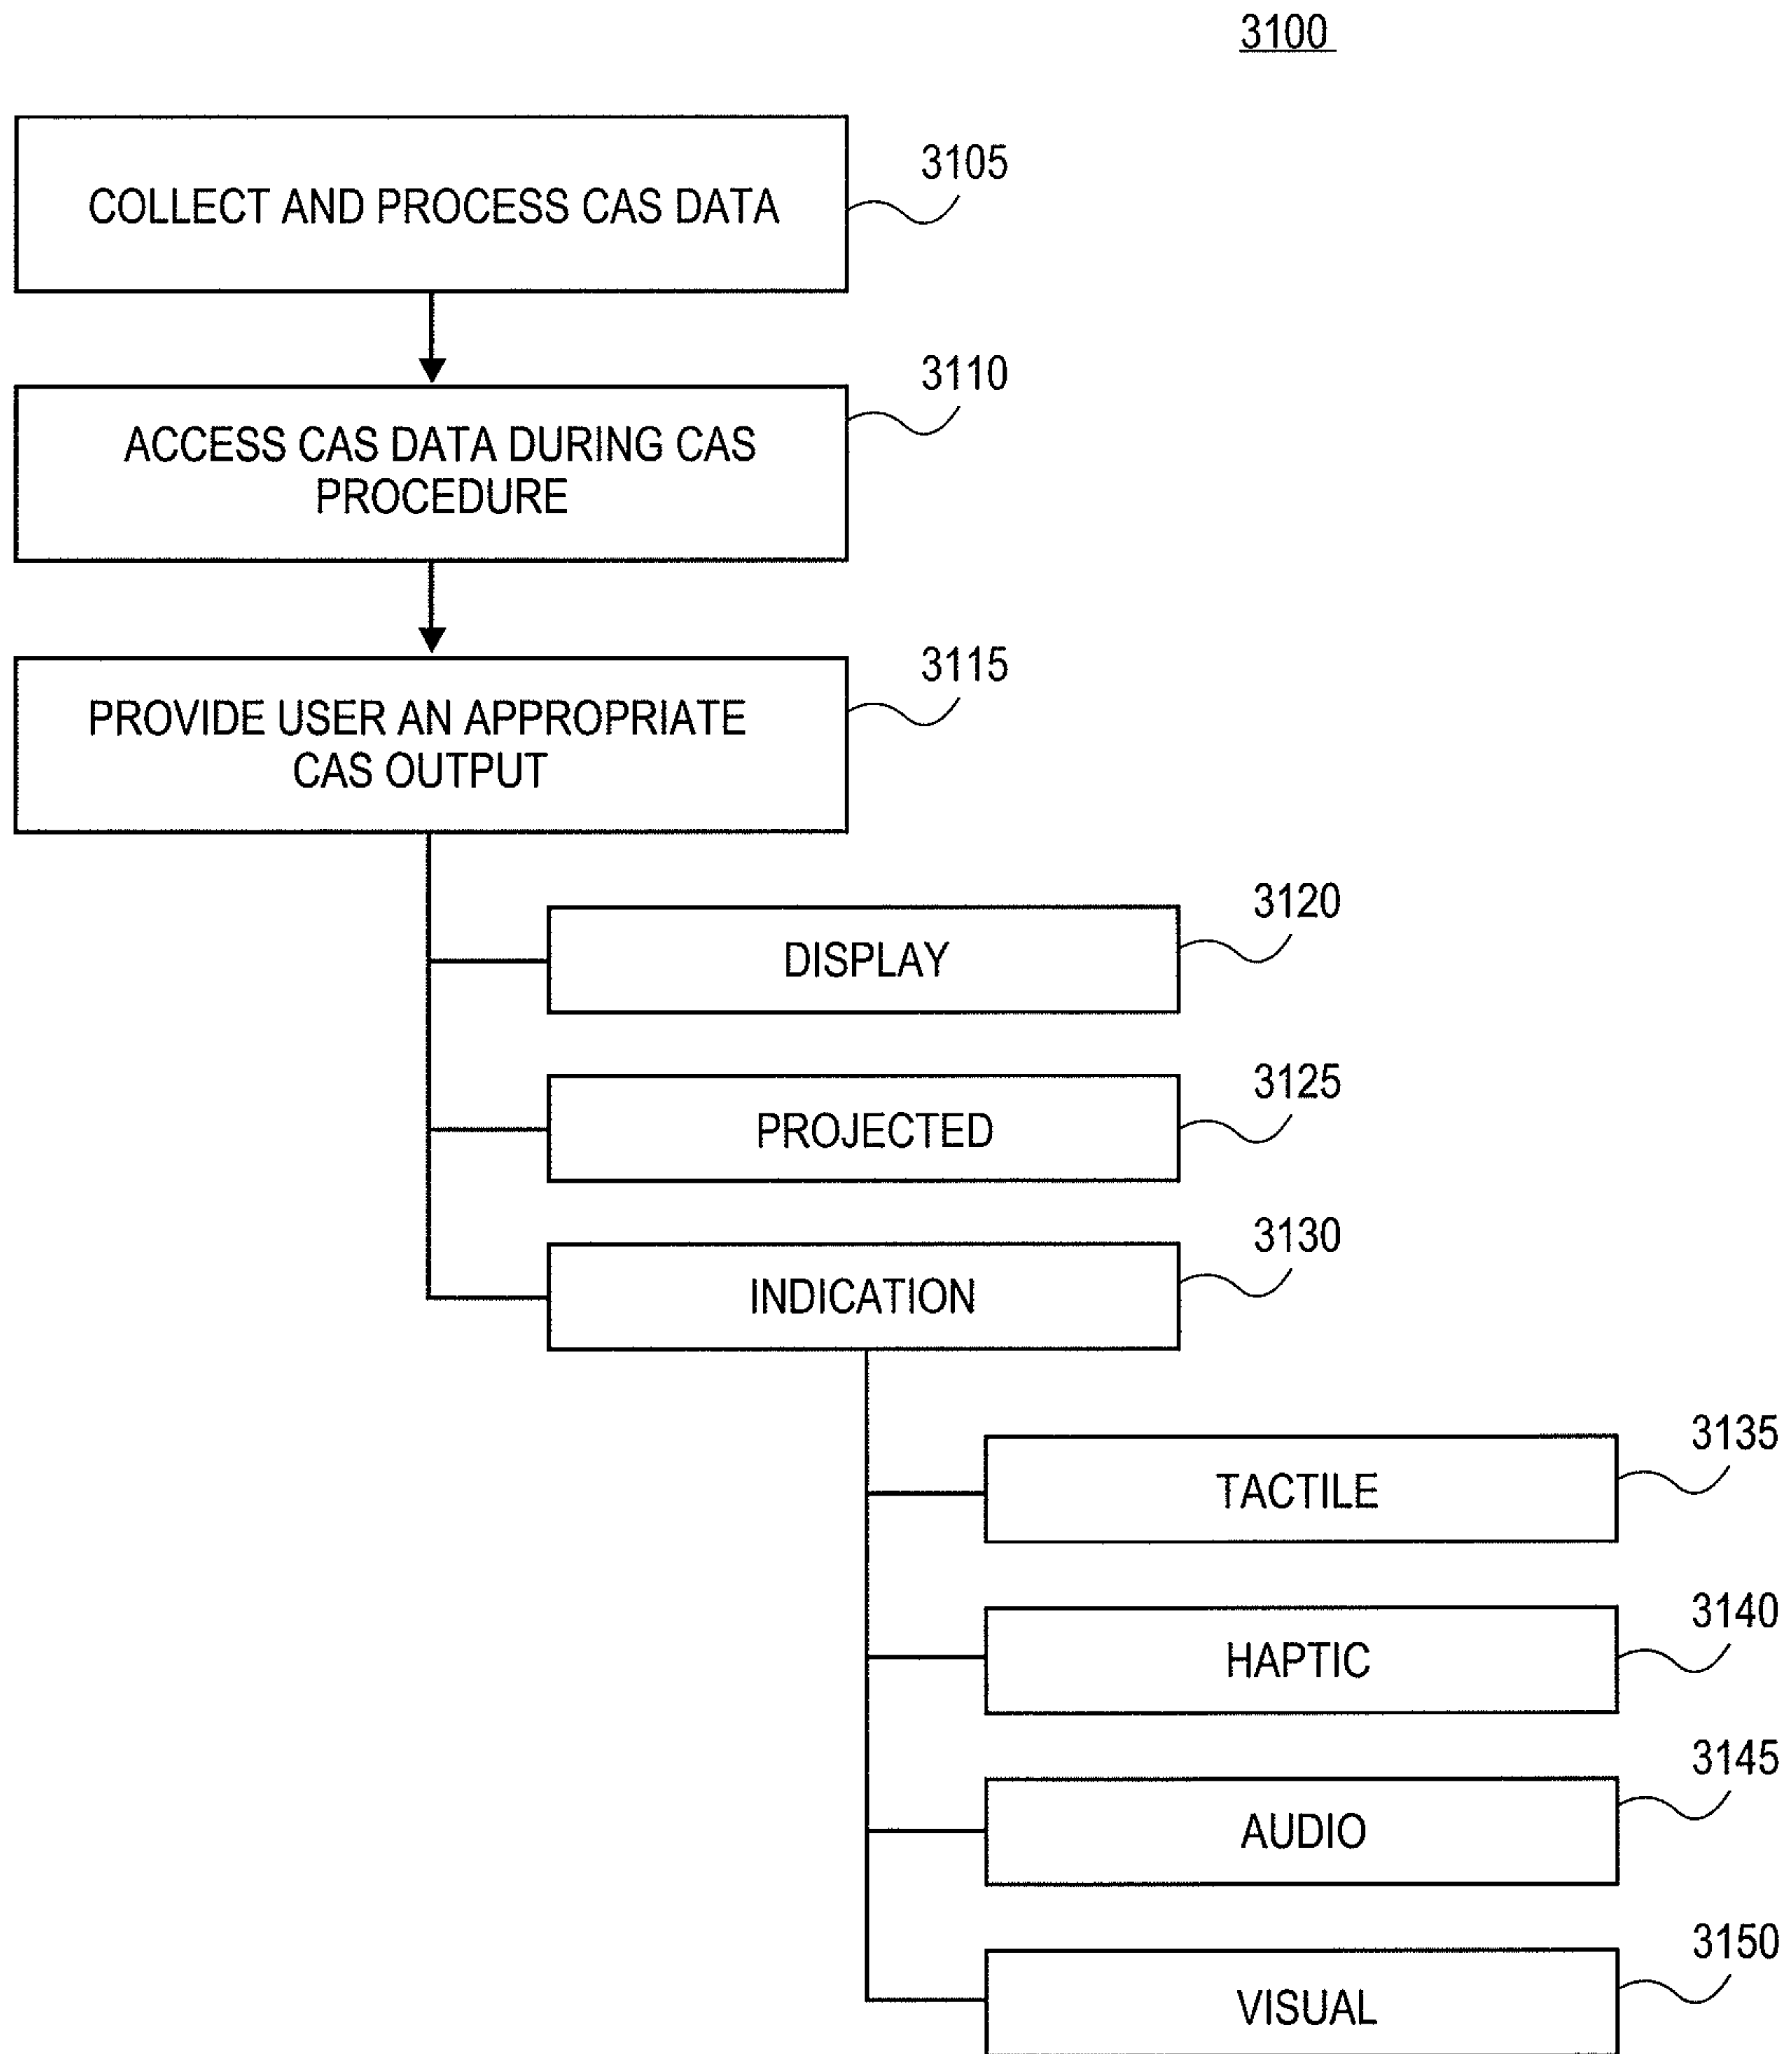 3100
COLLECT AND PROCESS CAS DATA
3105
ACCESS CAS DATA DURING CAS
PROCEDURE
3110
PROVIDE USER AN APPROPRIATE
CAS OUTPUT
3115
DISPLAY
3120
PROJECTED
3125
INDICATION
3130
TACTILE
3135
HAPTIC
3140
AUDIO
3145
VISUAL
3150